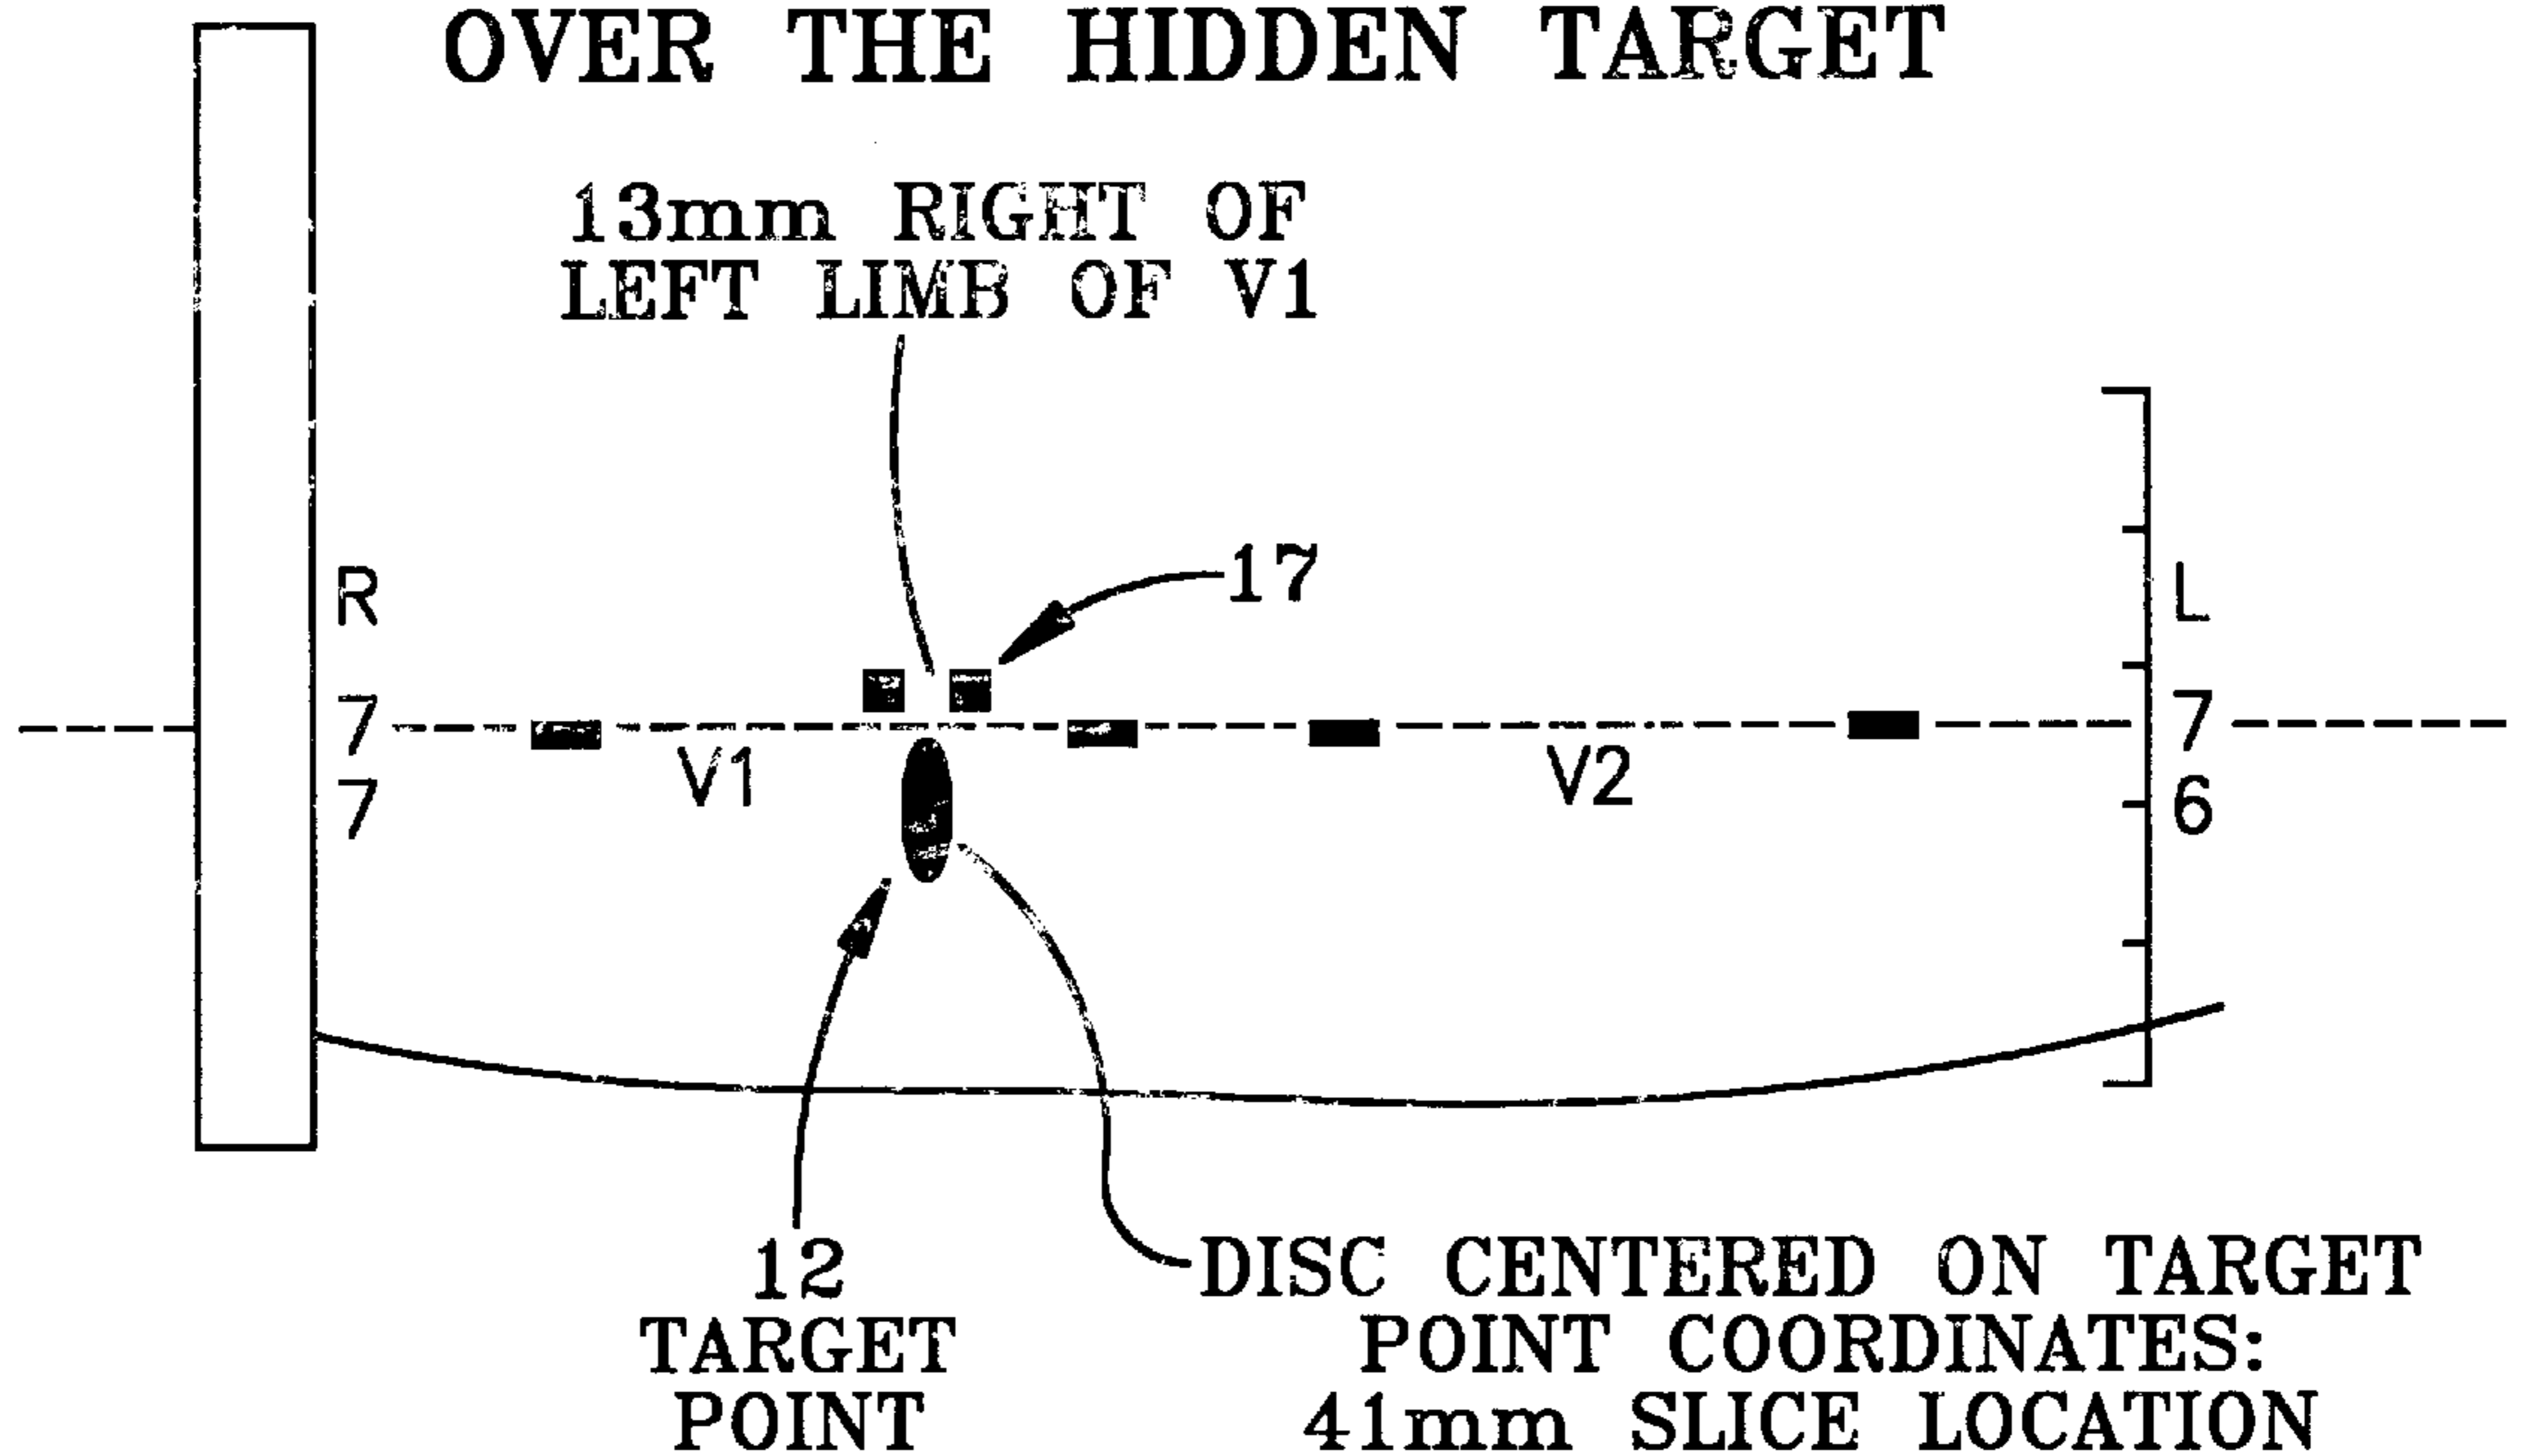 OVER THE HIDDEN TARGET
13mm RIGHT OF
LEFT LIMB OF V1
17
R
7
7
L
7
6
V1
V2
12
TARGET
POINT
DISC CENTERED ON TARGET
POINT COORDINATES:
41mm SLICE LOCATION